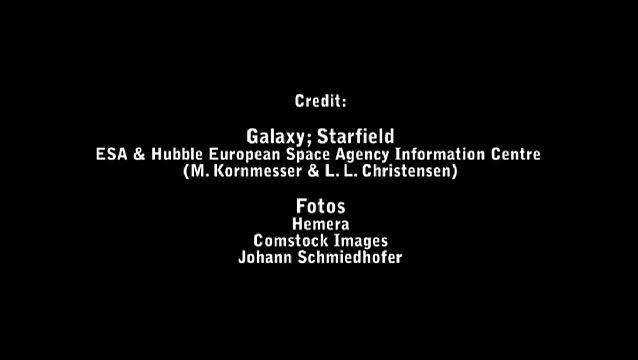 Credit:
Galaxy; Starfield
ESA & Hubble European Space Agency Information Centre
(M. Kornmesser & L. L. Christensen)
Fotos
Hemera
Comstock Images
Johann Schmiedhofer